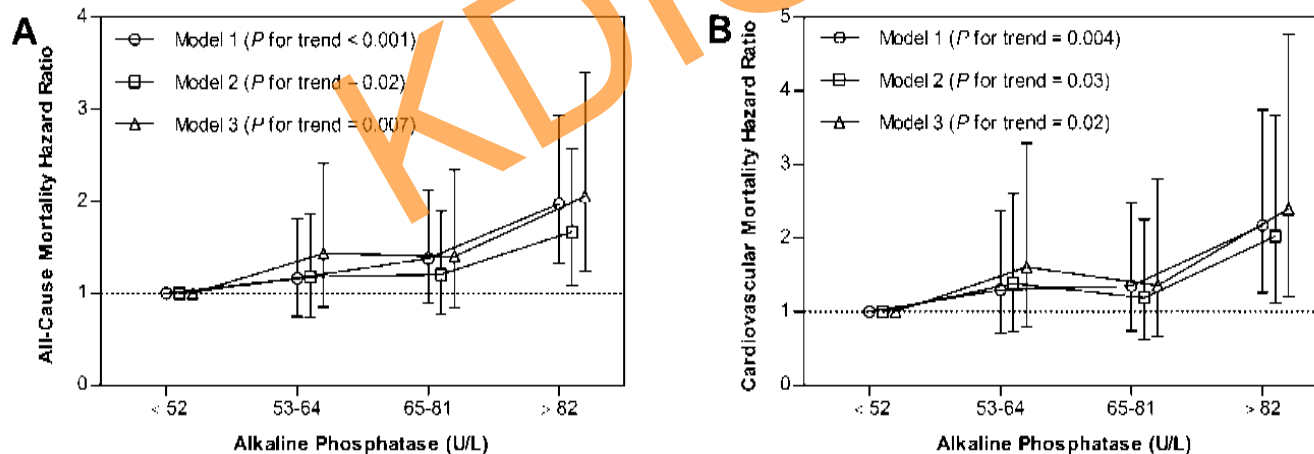 A
All-Cause Mortality Hazard Ratio
4
3
2
1
0
Model 1 (P for trend < 0.001)
Model 2 (P for trend = 0.02)
Model 3 (P for trend = 0.007)
< 52 53-64 65-81 > 82
Alkaline Phosphatase (U/L)
B
Cardiovascular Mortality Hazard Ratio
5
4
3
2
1
0
Model 1 (P for trend = 0.004)
Model 2 (P for trend = 0.03)
Model 3 (P for trend = 0.02)
< 52 53-64 65-81 > 82
Alkaline Phosphatase (U/L)